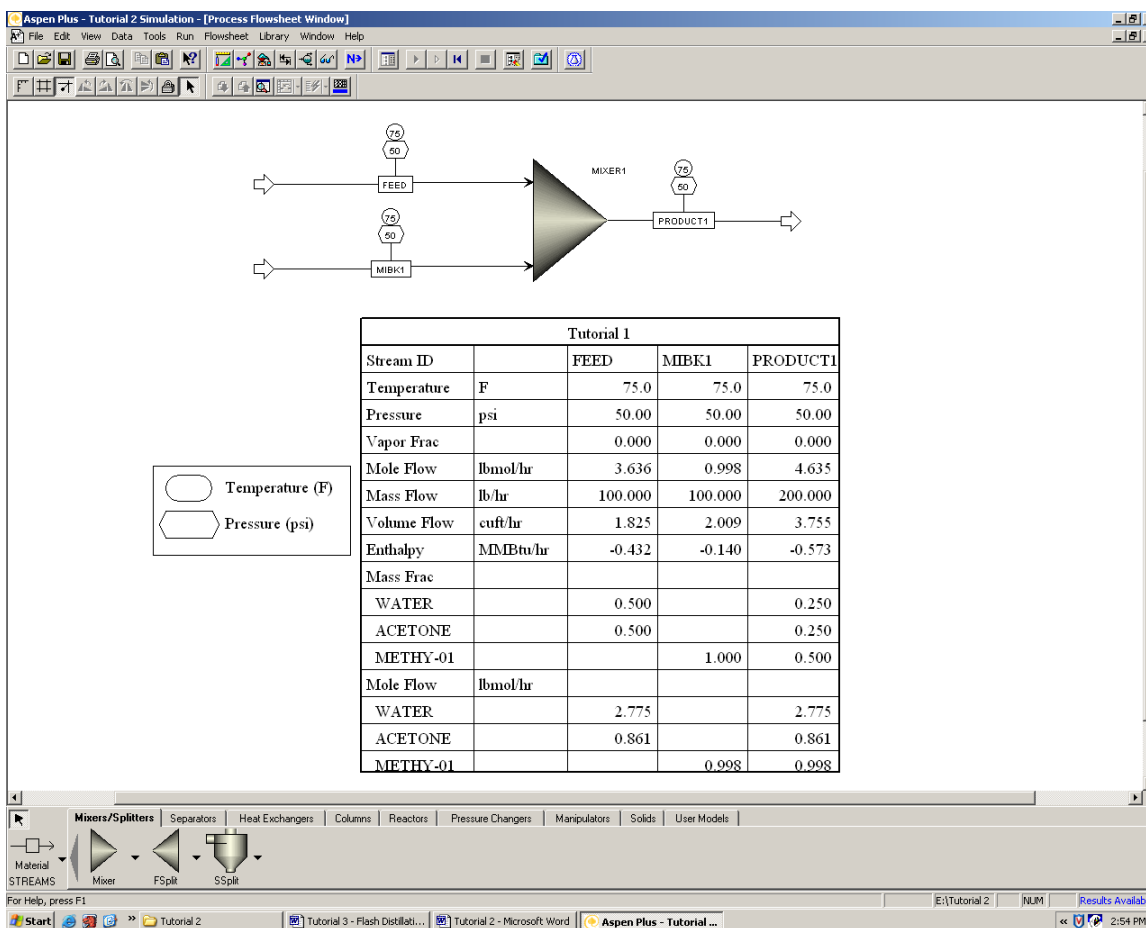 Aspen Plus - Tutorial 2 Simulation - [Process Flowsheet Window]
File Edit View Data Tools Run Flowsheet Library Window Help
N>
75
50
FEED
75
50
MIBK1
MIXER1
75
50
PRODUCT1
Temperature (F)
Pressure (psi)
Tutorial 1
Stream ID FEED MIBK1 PRODUCT1
Temperature F 75.0 75.0 75.0
Pressure psi 50.00 50.00 50.00
Vapor Frac 0.000 0.000 0.000
Mole Flow lbmol/hr 3.636 0.998 4.635
Mass Flow lb/hr 100.000 100.000 200.000
Volume Flow cuft/hr 1.825 2.009 3.755
Enthalpy MMBtu/hr -0.432 -0.140 -0.573
Mass Frac
WATER 0.500 0.250
ACETONE 0.500 0.250
METHY-01 1.000 0.500
Mole Flow lbmol/hr
WATER 2.775 2.775
ACETONE 0.861 0.861
METHY-01 0.998 0.998
Mixers/Splitters Separators Heat Exchangers Columns Reactors Pressure Changers Manipulators Solids User Models
Material
STREAMS
Mixer FSplit SSplit
For Help, press F1 E:\Tutorial 2 NUM Results Availab
Start » Tutorial 2 Tutorial 3 - Flash Distillati... Tutorial 2 - Microsoft Word Aspen Plus - Tutorial ... « 2:54 PM